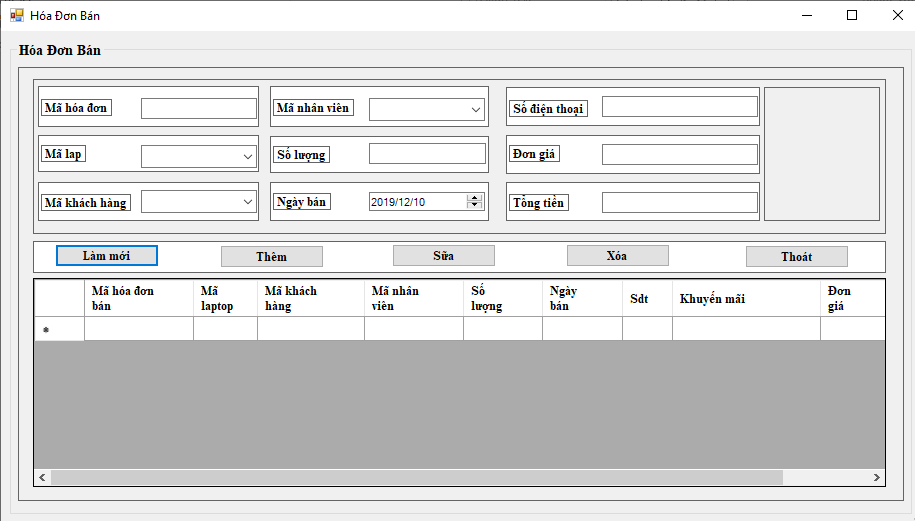 Hóa Đơn Bán
Hóa Đơn Bán
Mã hóa đơn
Mã nhân viên
Số điện thoại
Mã lap
Số lượng
Đơn giá
Mã khách hàng
Ngày bán
2019/12/10
Tổng tiền
Làm mới
Thêm
Sữa
Xóa
Thoát
Mã hóa đơn
bán
Mã
laptop
Mã khách
hàng
Mã nhân
viên
Số
lượng
Ngày
bán
Sdt
Khuyến mãi
Đơn
giá